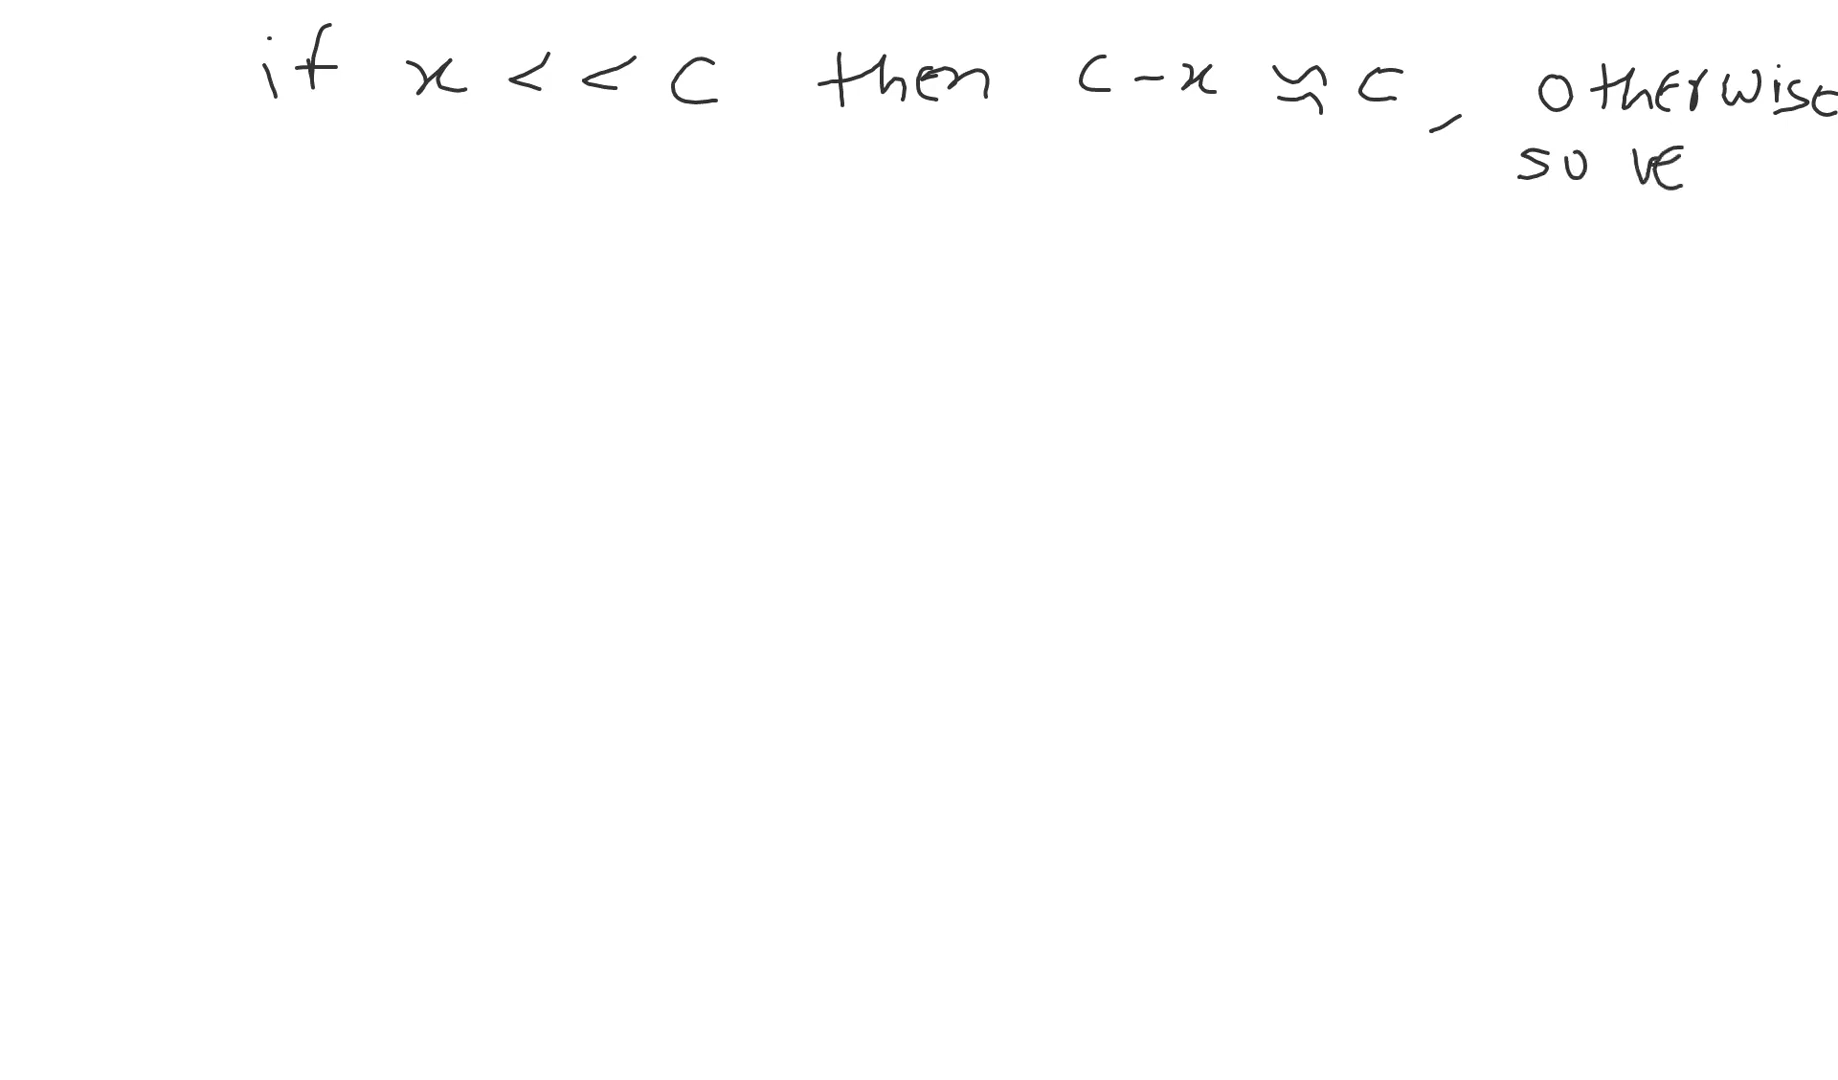 if x << c then c - x ≈ c, otherwise
so ve